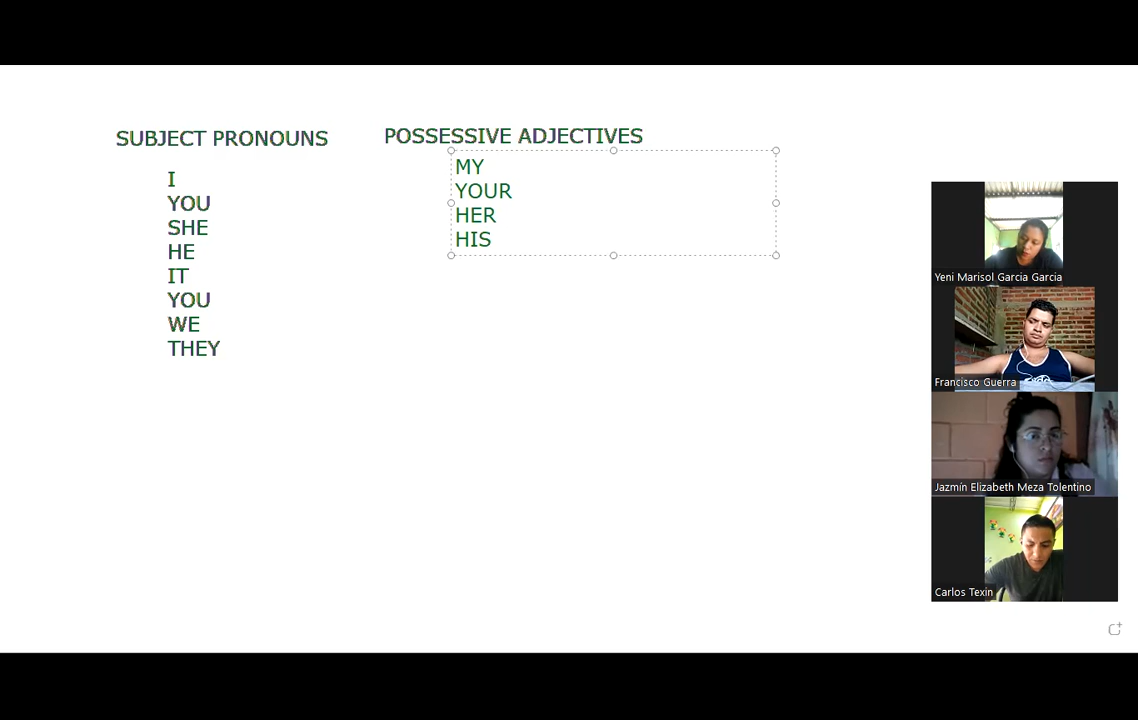 SUBJECT PRONOUNS
I
YOU
SHE
HE
IT
YOU
WE
THEY
POSSESSIVE ADJECTIVES
MY
YOUR
HER
HIS
Yeni Marisol Garcia Garcia
Francisco Guerra
Jazmín Elizabeth Meza Tolentino
Carlos Texin